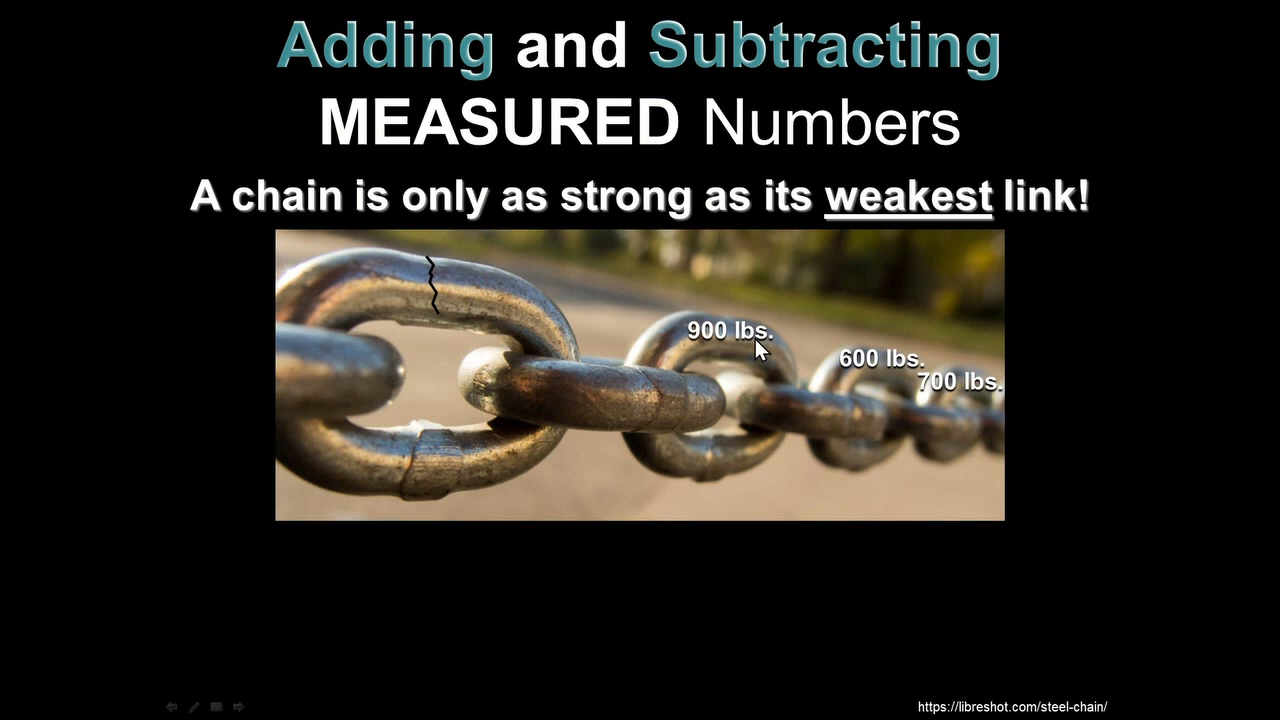 Adding and Subtracting
MEASURED Numbers
A chain is only as strong as its weakest link!
900 lbs.
600 lbs.
700 lbs.
https://libreshot.com/steel-chain/